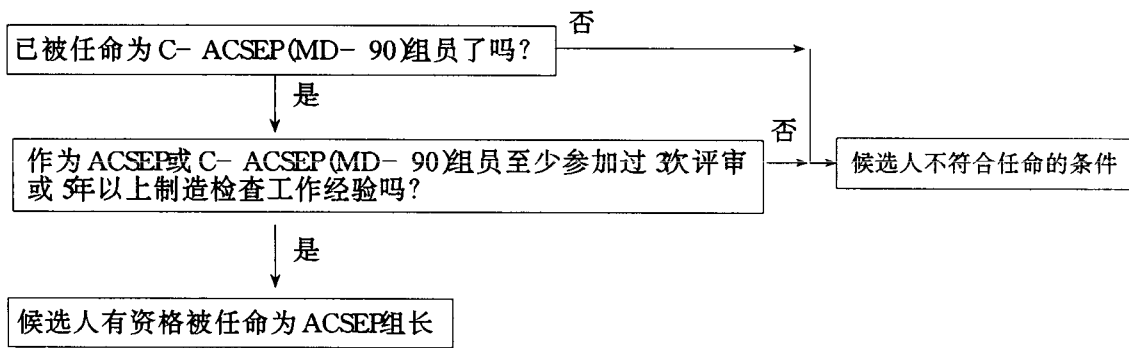 否
已被任命为 C- ACSEP(MD- 90)组员了吗?
是
否
作为 ACSEP或 C- ACSEP(MD- 90)组员至少参加过 3次评审
或 5年以上制造检查工作经验吗?
候选人不符合任命的条件
是
候选人有资格被任命为 ACSEP组长